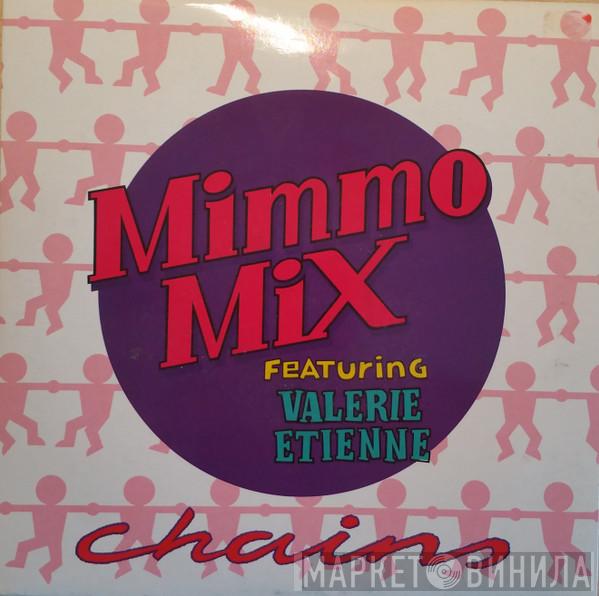 Mimmo
MiX
FEATuRiNG
VALERIE
ETIENNE
chains
МАРКЕТ ВИНИЛА